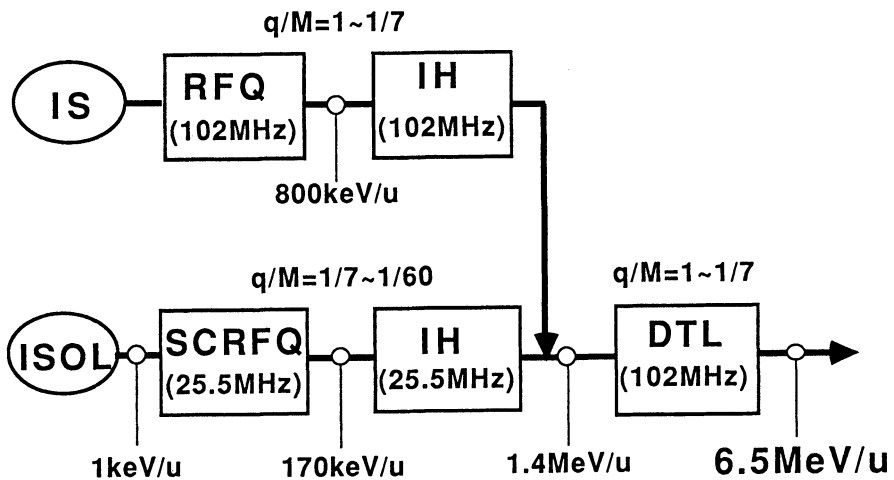 q/M=1~1/7
IS
RFQ
(102MHz)
IH
(102MHz)
800keV/u
q/M=1/7~1/60
q/M=1~1/7
ISOL
SCRFQ
(25.5MHz)
IH
(25.5MHz)
DTL
(102MHz)
1keV/u
170keV/u
1.4MeV/u
6.5MeV/u